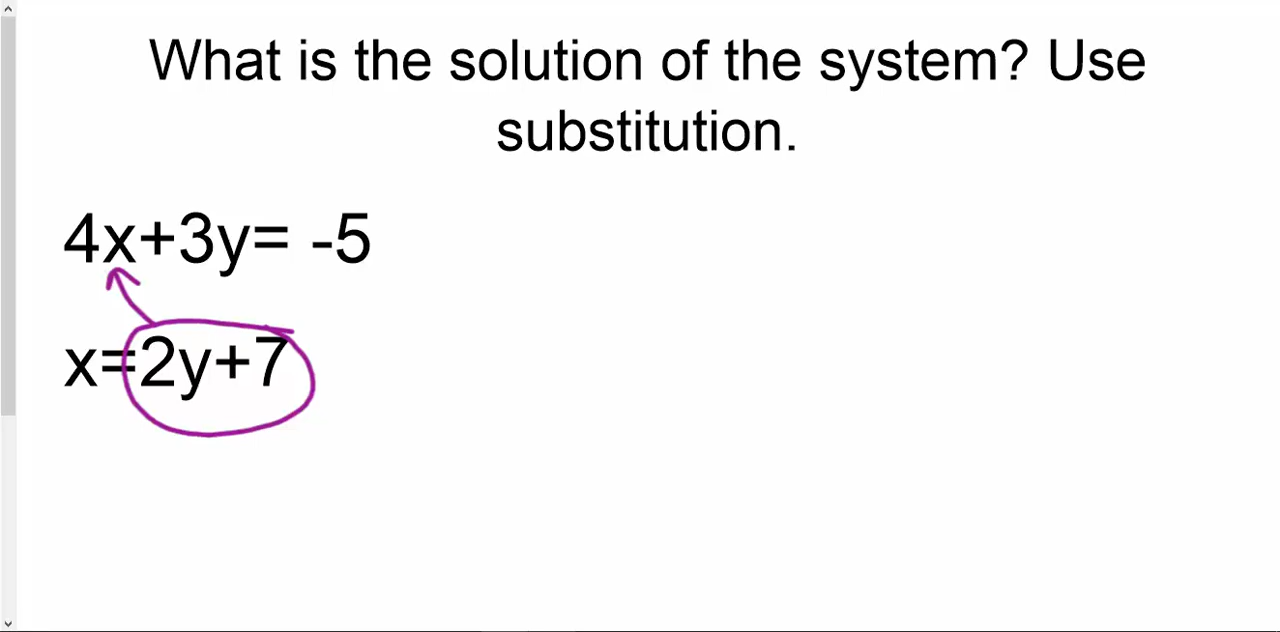 What is the solution of the system? Use
substitution.
4x+3y= -5
x=2y+7